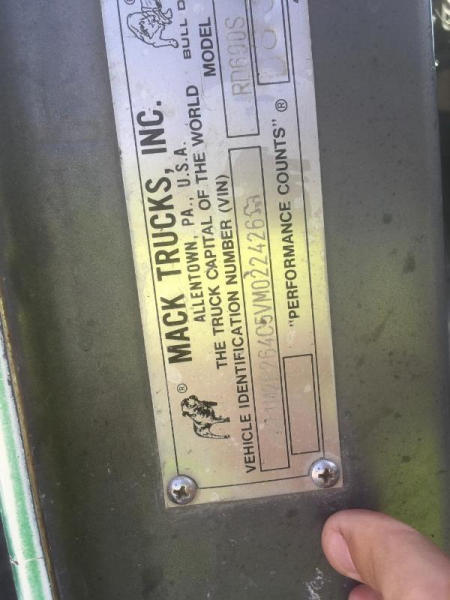 MACK TRUCKS, INC.
ALLENTOWN, PA., U.S.A.
THE TRUCK CAPITAL OF THE WORLD
BULL D
MODEL
RD690S
VEHICLE IDENTIFICATION NUMBER (VIN)
"PERFORMANCE COUNTS" ®